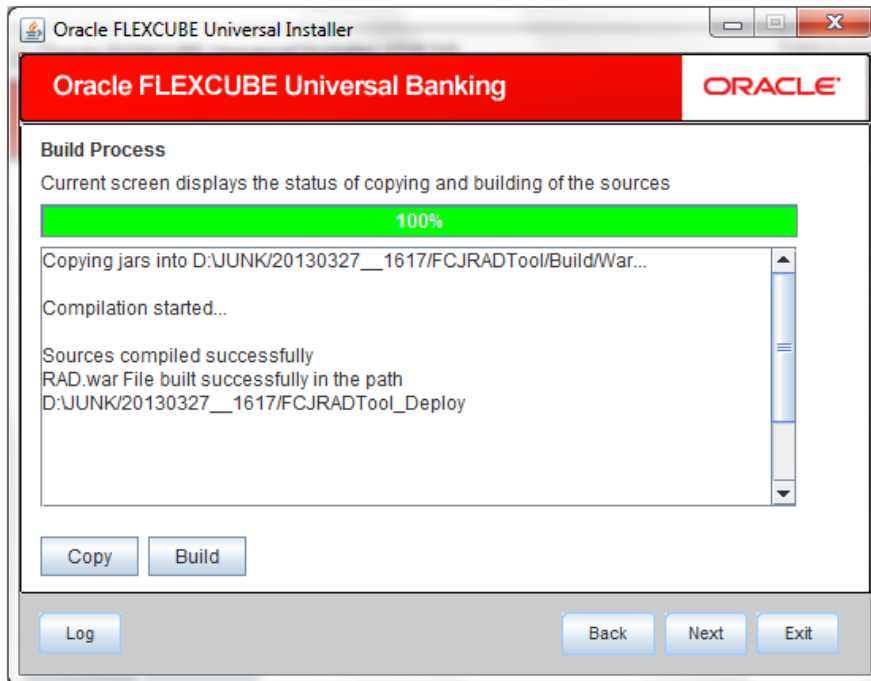 Oracle FLEXCUBE Universal Installer
Oracle FLEXCUBE Universal Banking
ORACLE
Build Process
Current screen displays the status of copying and building of the sources
100%
Copying jars into D:\JUNK/20130327__1617/FCJRADTool/Build/War...
Compilation started...
Sources compiled successfully
RAD.war File built successfully in the path
D:\JUNK/20130327__1617/FCJRADTool_Deploy
Copy Build
Log Back Next Exit